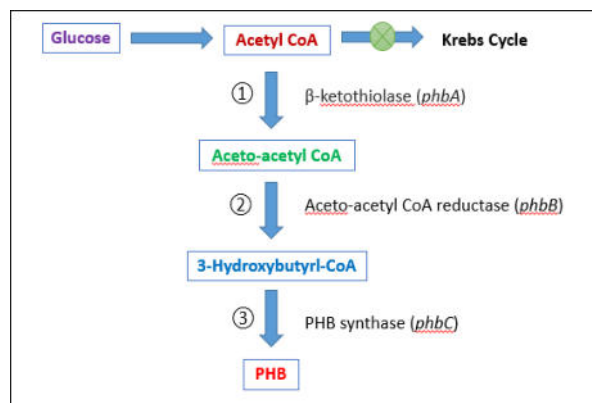 Glucose
Acetyl CoA
Krebs Cycle
① β-ketothiolase (phbA)
Aceto-acetyl CoA
② Aceto-acetyl CoA reductase (phbB)
3-Hydroxybutyrl-CoA
③ PHB synthase (phbC)
PHB